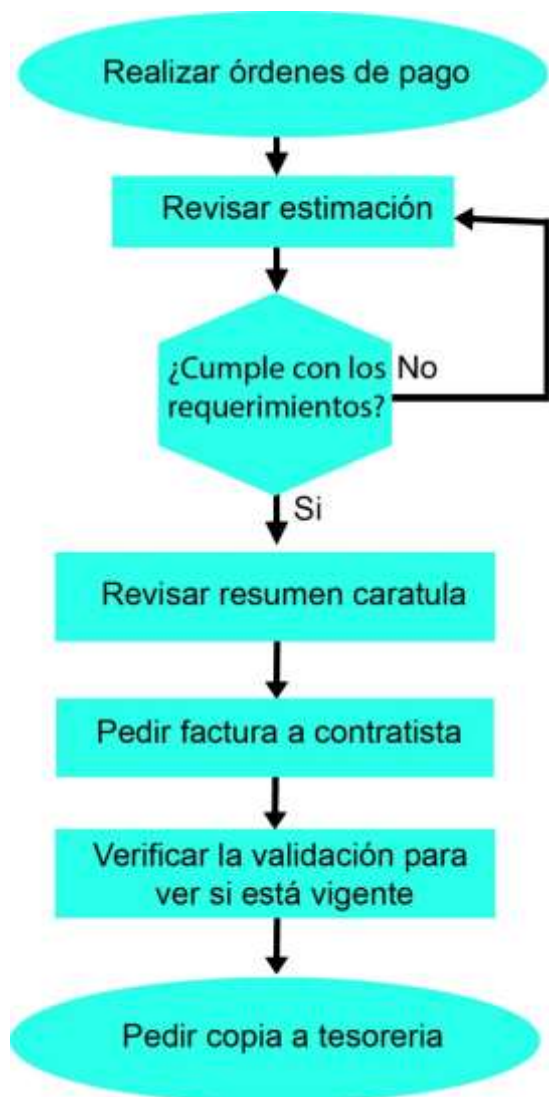 Realizar órdenes de pago
Revisar estimación
¿Cumple con los
requerimientos?
No
Si
Revisar resumen caratula
Pedir factura a contratista
Verificar la validación para
ver si está vigente
Pedir copia a tesoreria